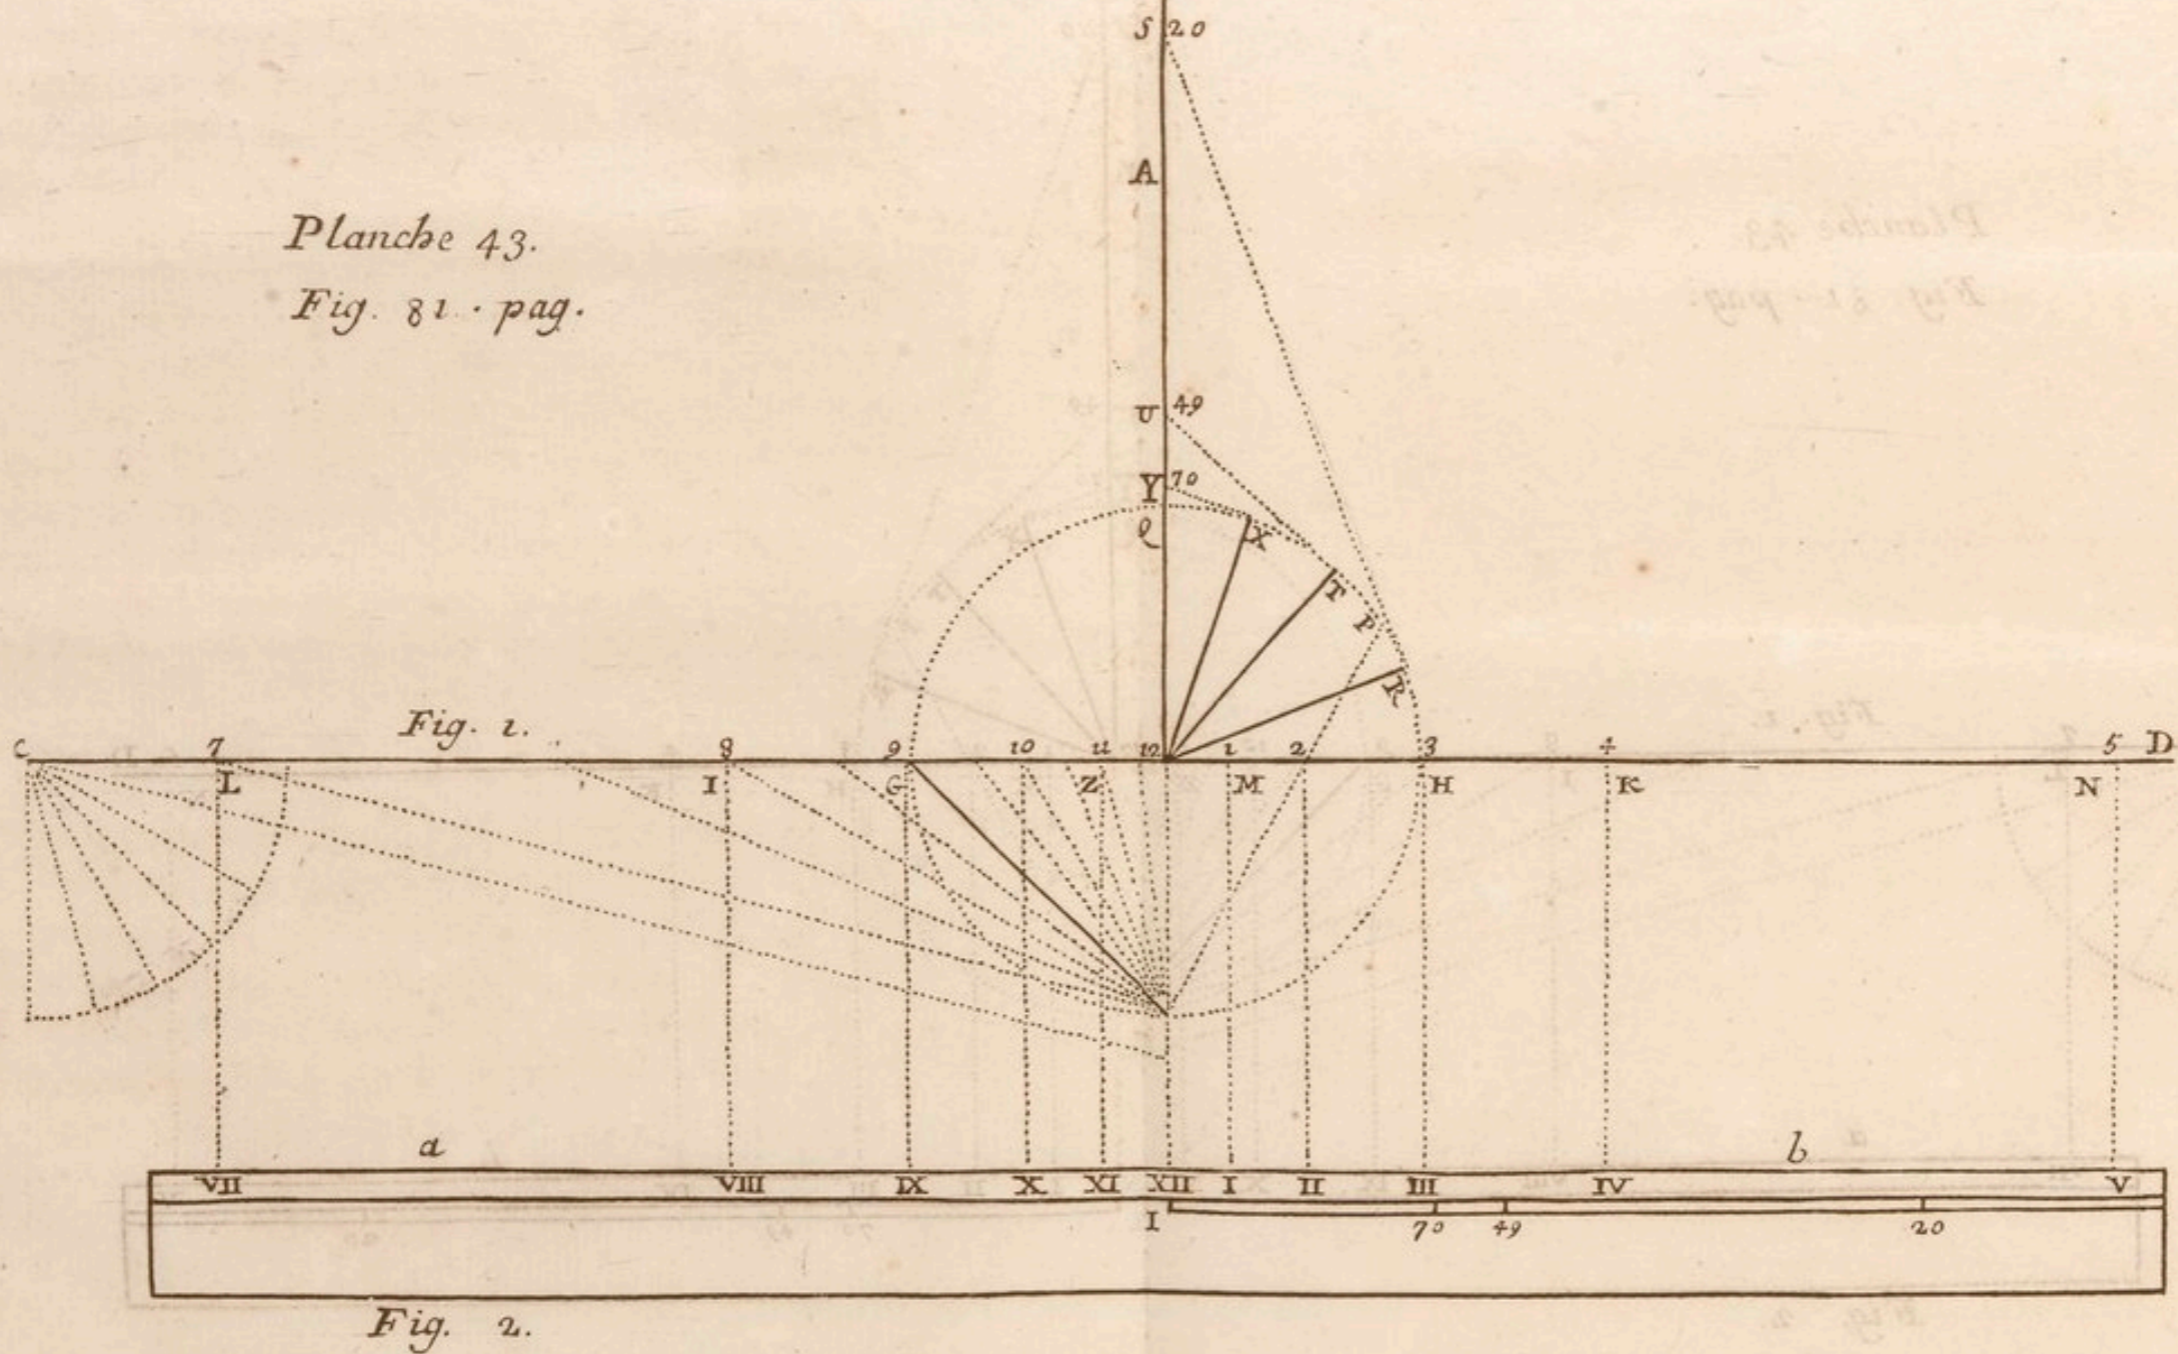 S 20
A
Planche 43.
Fig. 81 . pag.
U 49
Y 70
Q
X
T
P
R
Fig. 1.
C 7 8 9 10 11 12 1 2 3 4 5 D
L I G Z M H K N
a b
VII VIII IX X XI XII I II III IV V
I 70 49 20
Fig. 2.